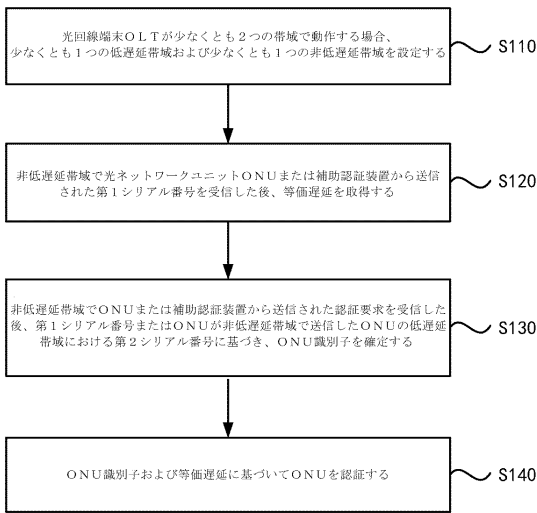 光回線端末OLTが少なくとも2つの帯域で動作する場合、
少なくとも1つの低遅延帯域および少なくとも1つの非低遅延帯域を設定する
S110
非低遅延帯域で光ネットワークユニットONUまたは補助認証装置から送信
された第1シリアル番号を受信した後、等価遅延を取得する
S120
非低遅延帯域でONUまたは補助認証装置から送信された認証要求を受信した
後、第1シリアル番号またはONUが非低遅延帯域で送信したONUの低遅延
帯域における第2シリアル番号に基づき、ONU識別子を確定する
S130
ONU識別子および等価遅延に基づいてONUを認証する
S140